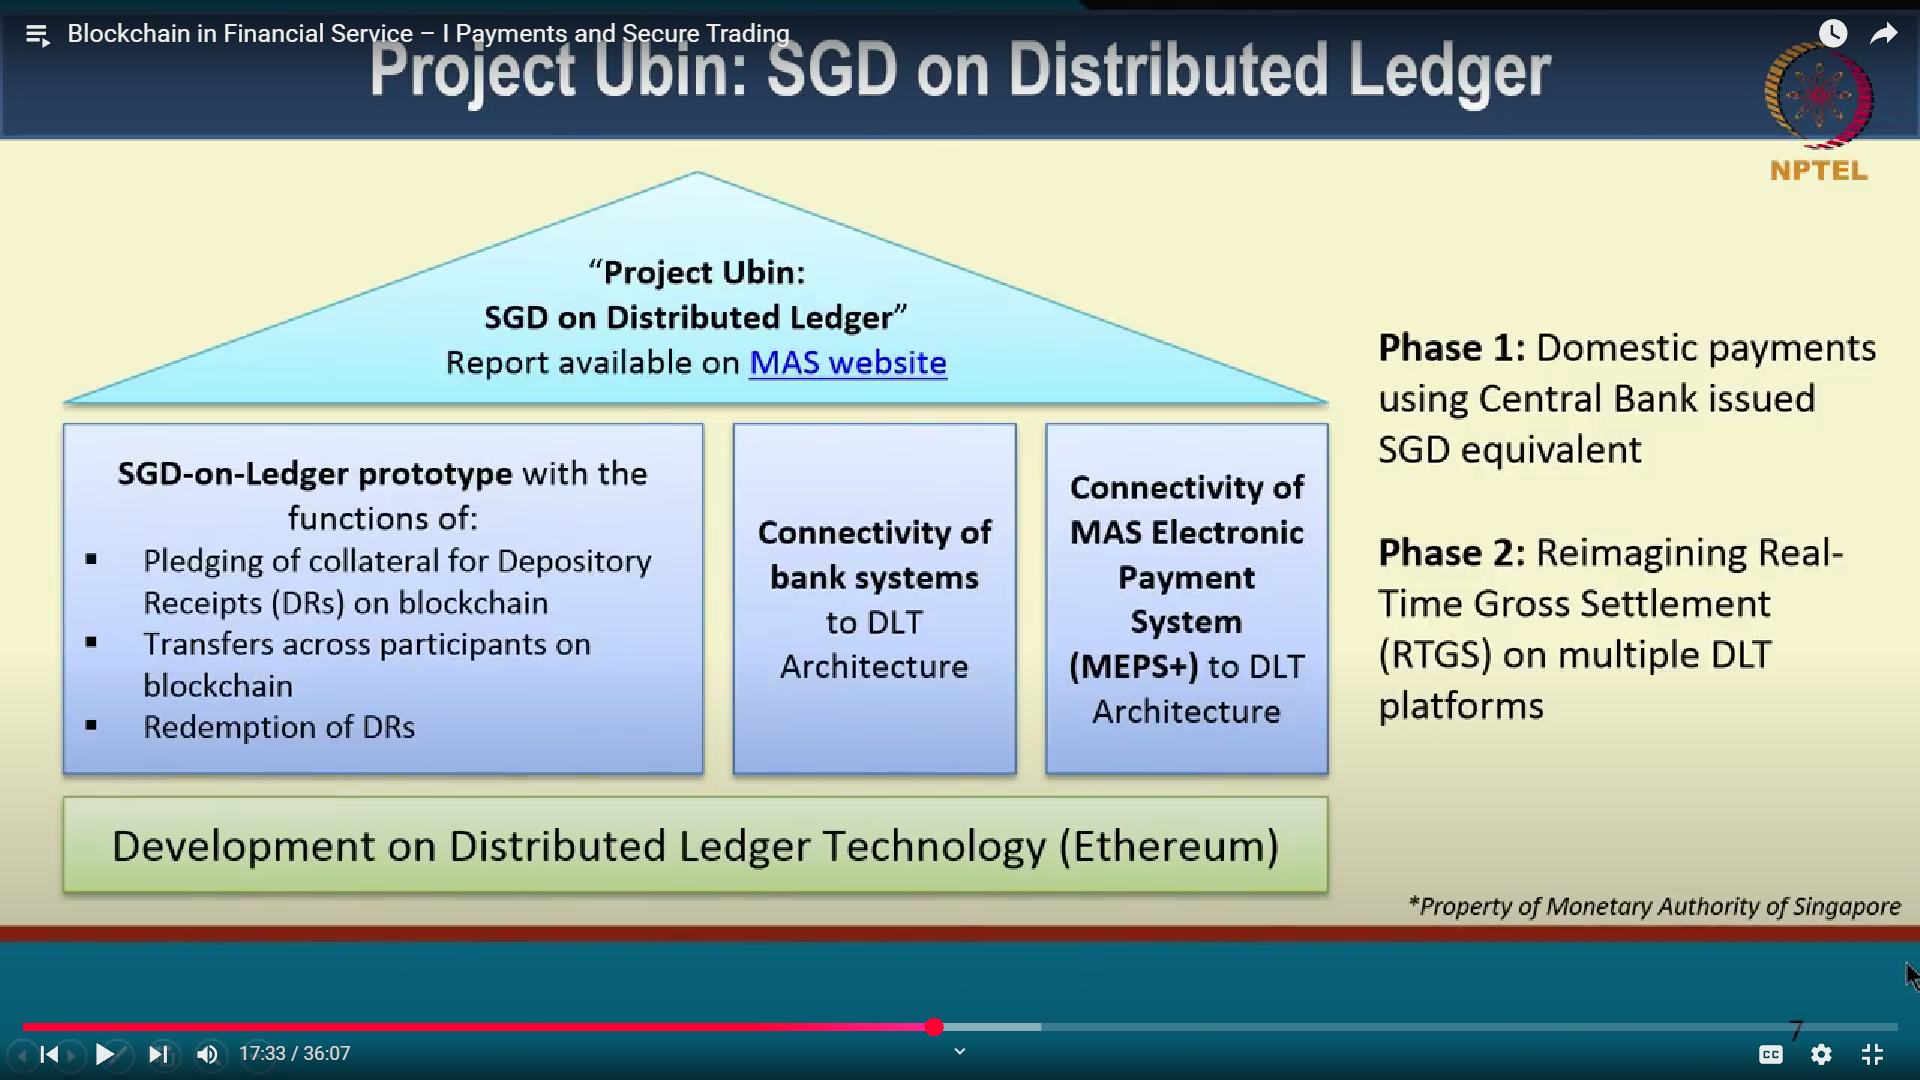 Blockchain in Financial Service – I Payments and Secure Trading
Project Ubin: SGD on Distributed Ledger
NPTEL
“Project Ubin:
SGD on Distributed Ledger”
Report available on MAS website
SGD-on-Ledger prototype with the
functions of:
▪ Pledging of collateral for Depository
Receipts (DRs) on blockchain
▪ Transfers across participants on
blockchain
▪ Redemption of DRs
Connectivity of
bank systems
to DLT
Architecture
Connectivity of
MAS Electronic
Payment
System
(MEPS+) to DLT
Architecture
Phase 1: Domestic payments
using Central Bank issued
SGD equivalent
Phase 2: Reimagining Real-
Time Gross Settlement
(RTGS) on multiple DLT
platforms
Development on Distributed Ledger Technology (Ethereum)
*Property of Monetary Authority of Singapore
7
17:33 / 36:07
CC